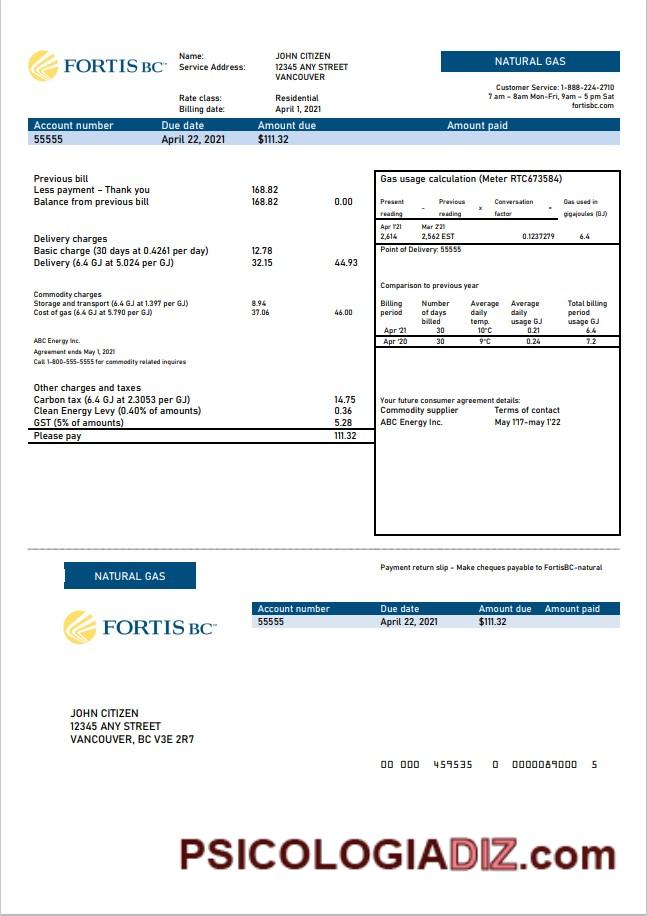 FORTIS BC™
Name: JOHN CITIZEN
Service Address: 12345 ANY STREET
VANCOUVER
Rate class: Residential
Billing date: April 1, 2021
NATURAL GAS
Customer Service: 1-888-224-2710
7 am – 8am Mon-Fri, 9am – 5 pm Sat
fortisbc.com
Account number Due date Amount due Amount paid
55555 April 22, 2021 $111.32
Previous bill
Less payment – Thank you 168.82
Balance from previous bill 168.82 0.00
Delivery charges
Basic charge (30 days at 0.4261 per day) 12.78
Delivery (6.4 GJ at 5.024 per GJ) 32.15 44.93
Commodity charges
Storage and transport (6.4 GJ at 1.397 per GJ) 8.94
Cost of gas (6.4 GJ at 5.790 per GJ) 37.06 46.00
ABC Energy Inc.
Agreement ends May 1, 2021
Call 1-800-555-5555 for commodity related inquires
Other charges and taxes
Carbon tax (6.4 GJ at 2.3053 per GJ) 14.75
Clean Energy Levy (0.40% of amounts) 0.36
GST (5% of amounts) 5.28
Please pay 111.32
Gas usage calculation (Meter RTC673584)
Present – Previous x Conversation = Gas used in
reading reading factor gigajoules (GJ)
Apr 1'21 Mar 2'21
2,614 2,562 EST 0.1237279 6.4
Point of Delivery: 55555
Comparison to previous year
Billing Number Average Average Total billing
period of days daily daily period
billed temp. usage GJ usage GJ
Apr '21 30 10°C 0.21 6.4
Apr '20 30 9°C 0.24 7.2
Your future consumer agreement details:
Commodity supplier Terms of contact
ABC Energy Inc. May 1'17-may 1'22
NATURAL GAS
Payment return slip – Make cheques payable to FortisBC-natural
FORTIS BC™
Account number Due date Amount due Amount paid
55555 April 22, 2021 $111.32
JOHN CITIZEN
12345 ANY STREET
VANCOUVER, BC V3E 2R7
00 000 459535 0 0000089000 5
PSICOLOGIADIZ.com